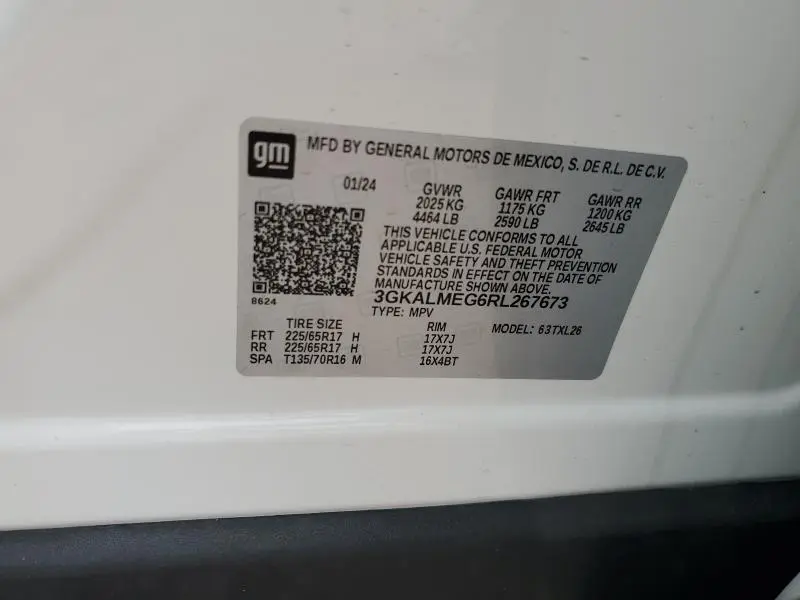 gm
MFD BY GENERAL MOTORS DE MEXICO, S. DE R.L. DE C.V.
01/24 GVWR GAWR FRT GAWR RR
2025 KG 1175 KG 1200 KG
4464 LB 2590 LB 2645 LB
THIS VEHICLE CONFORMS TO ALL
APPLICABLE U.S. FEDERAL MOTOR
VEHICLE SAFETY AND THEFT PREVENTION
STANDARDS IN EFFECT ON THE DATE OF
MANUFACTURE SHOWN ABOVE.
8624
3GKALMEG6RL267673
TYPE: MPV
TIRE SIZE RIM MODEL: 63TXL26
FRT 225/65R17 H 17X7J
RR 225/65R17 H 17X7J
SPA T135/70R16 M 16X4BT